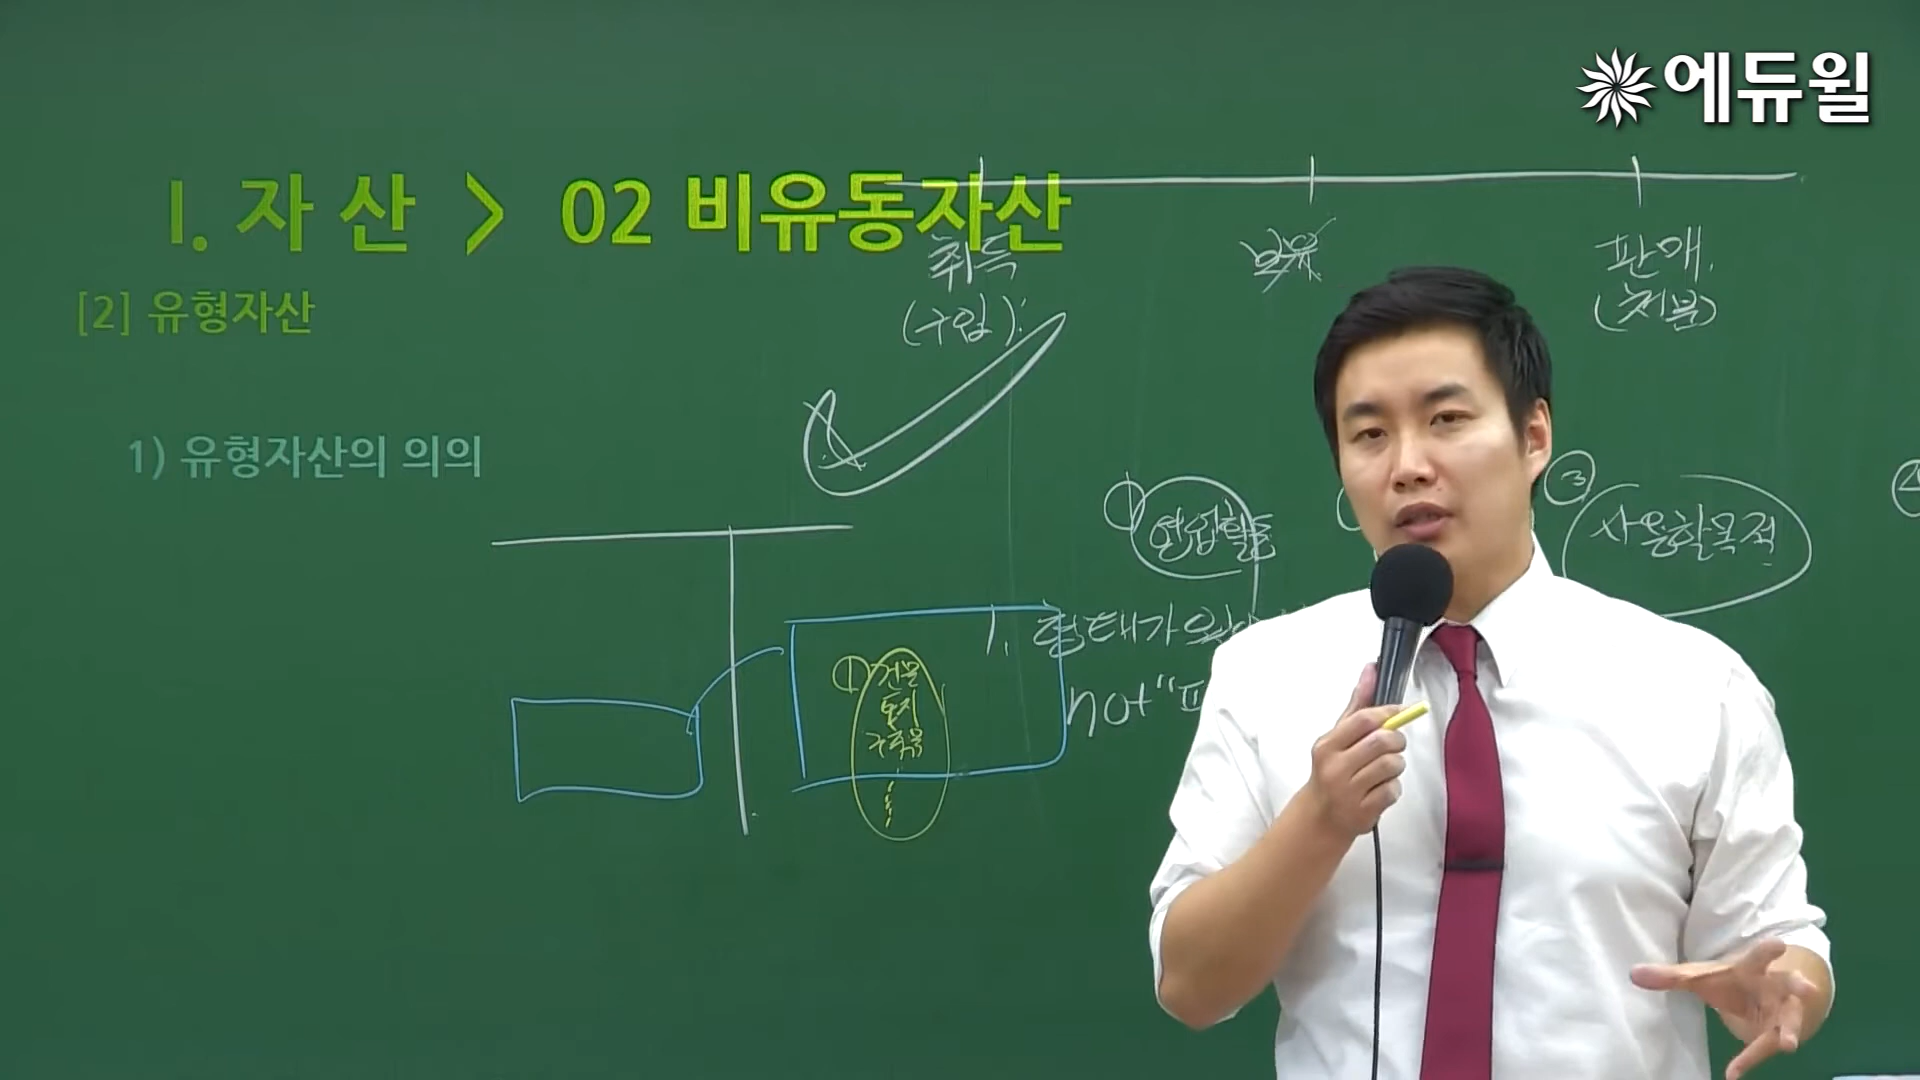 에듀윌
I. 자산 > 02 비유동자산
취득
보유
판매.
(구입)
(처분)
[2] 유형자산
1) 유형자산의 의의
① 영업활동
③ 사용할목적
1. 형태가
not "
① 건물
토지
구축물